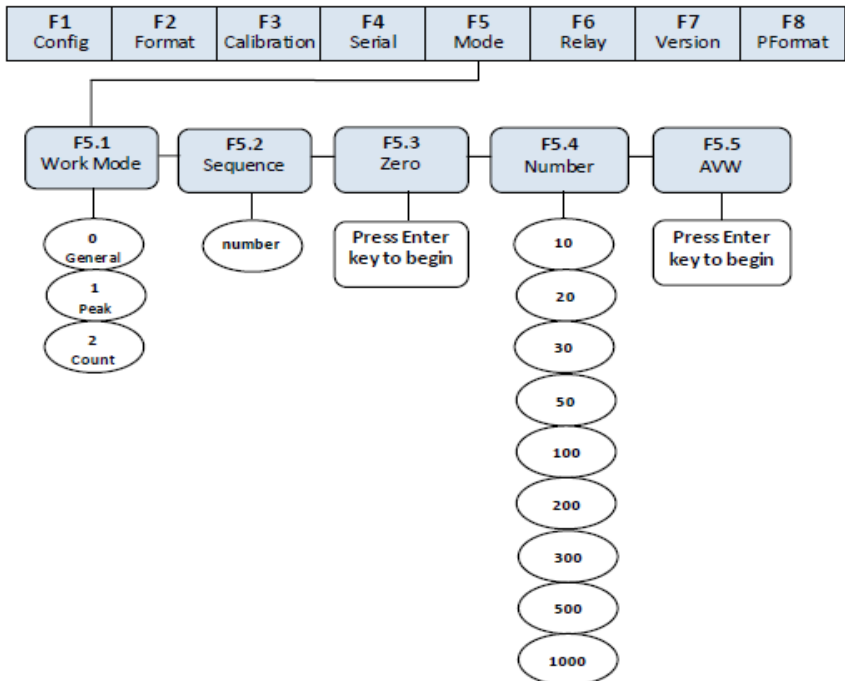 F1 F2 F3 F4 F5 F6 F7 F8
Config Format Calibration Serial Mode Relay Version PFormat
F5.1 F5.2 F5.3 F5.4 F5.5
Work Mode Sequence Zero Number AVW
0
General
1
Peak
2
Count
number
Press Enter
key to begin
10
20
30
50
100
200
300
500
1000
Press Enter
key to begin